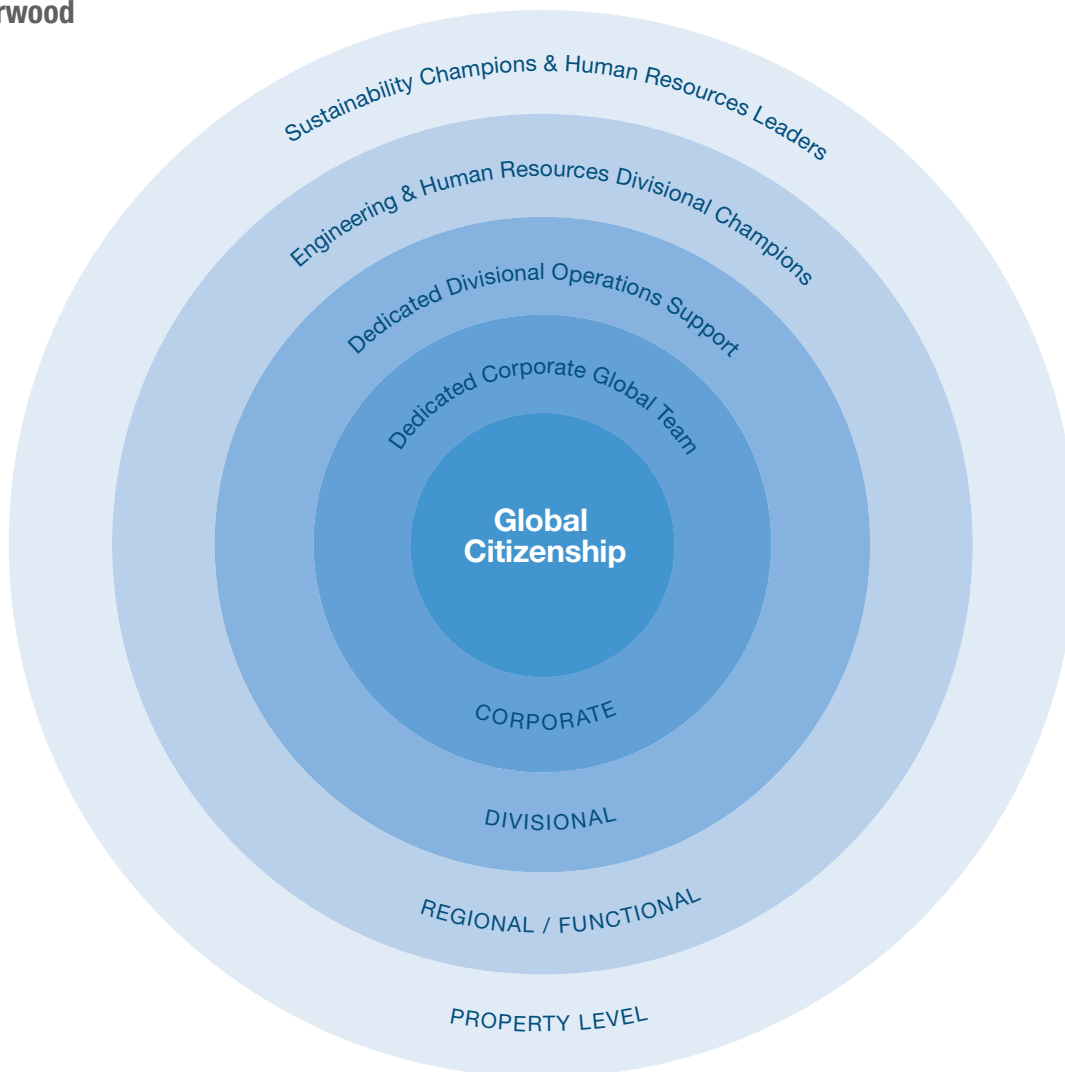 rwood
Sustainability Champions & Human Resources Leaders
Engineering & Human Resources Divisional Champions
Dedicated Divisional Operations Support
Dedicated Corporate Global Team
Global
Citizenship
CORPORATE
DIVISIONAL
REGIONAL / FUNCTIONAL
PROPERTY LEVEL